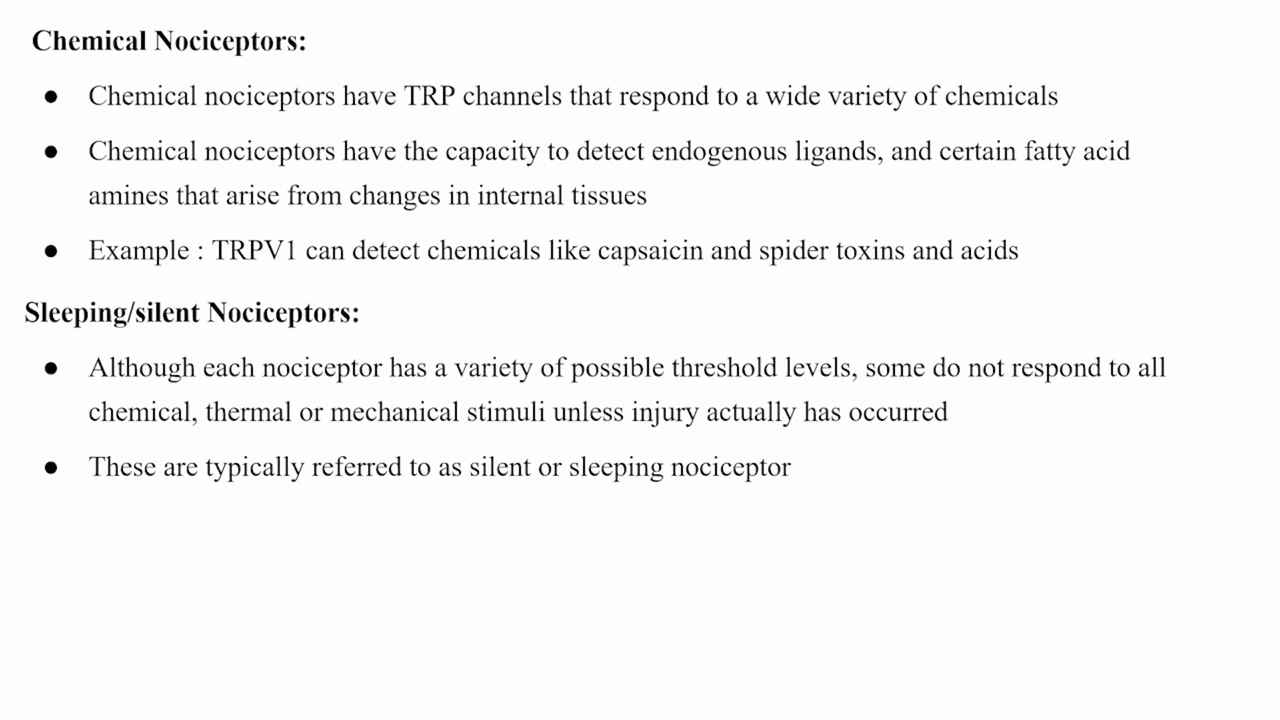 Chemical Nociceptors:
● Chemical nociceptors have TRP channels that respond to a wide variety of chemicals
● Chemical nociceptors have the capacity to detect endogenous ligands, and certain fatty acid
amines that arise from changes in internal tissues
● Example : TRPV1 can detect chemicals like capsaicin and spider toxins and acids
Sleeping/silent Nociceptors:
● Although each nociceptor has a variety of possible threshold levels, some do not respond to all
chemical, thermal or mechanical stimuli unless injury actually has occurred
● These are typically referred to as silent or sleeping nociceptor